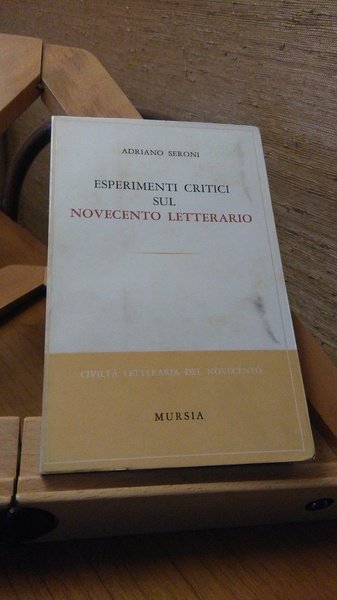 ADRIANO SERONI
ESPERIMENTI CRITICI
SUL
NOVECENTO LETTERARIO
CIVILTÀ LETTERARIA DEL NOVECENTO
MURSIA